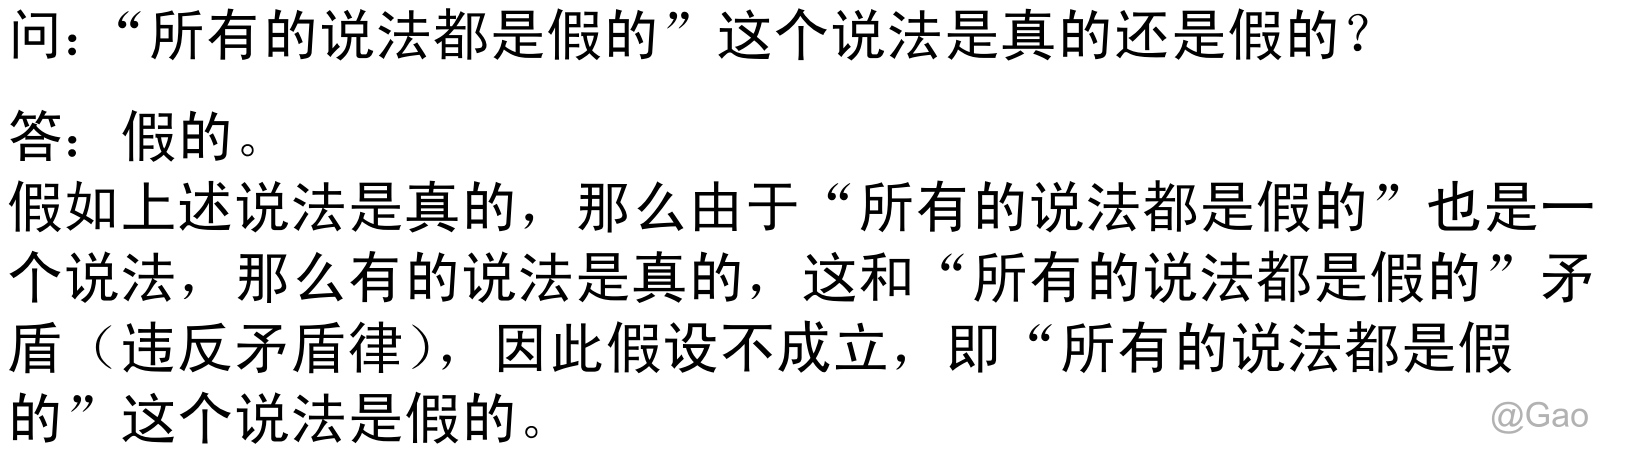 问：“所有的说法都是假的”这个说法是真的还是假的？
答：假的。
假如上述说法是真的，那么由于“所有的说法都是假的”也是一
个说法，那么有的说法是真的，这和“所有的说法都是假的”矛
盾（违反矛盾律），因此假设不成立，即“所有的说法都是假
的”这个说法是假的。
@Gao